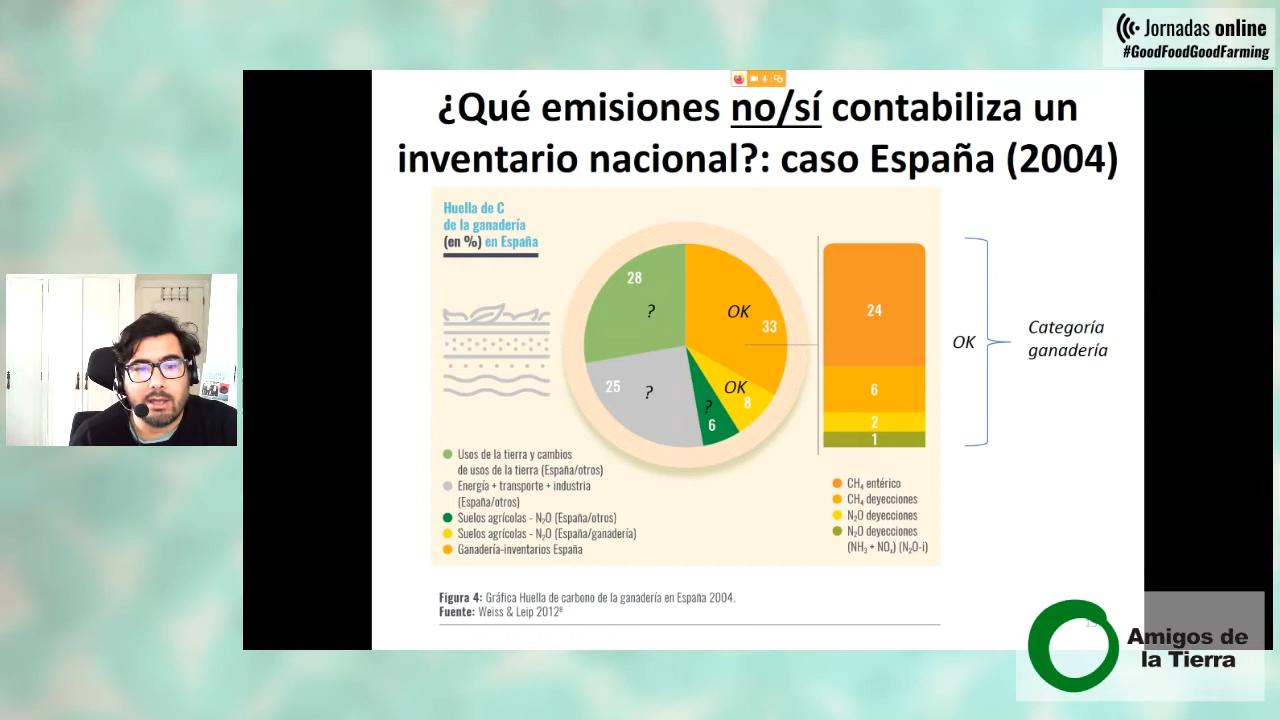 Jornadas online
#GoodFoodGoodFarming
¿Qué emisiones no/sí contabiliza un
inventario nacional?: caso España (2004)
Huella de C
de la ganadería
(en %) en España
28
?
OK
33
25
?
OK
8
?
6
24
6
2
1
OK
Categoría
ganadería
Usos de la tierra y cambios
de usos de la tierra (España/otros)
Energía + transporte + industria
(España/otros)
Suelos agrícolas - N₂O (España/otros)
Suelos agrícolas - N₂O (España/ganadería)
Ganadería-inventarios España
CH₄ entérico
CH₄ deyecciones
N₂O deyecciones
N₂O deyecciones
(NH₃ + NOₓ) (N₂O-i)
Figura 4: Gráfica Huella de carbono de la ganadería en España 2004.
Fuente: Weiss & Leip 2012⁸
Amigos de
la Tierra